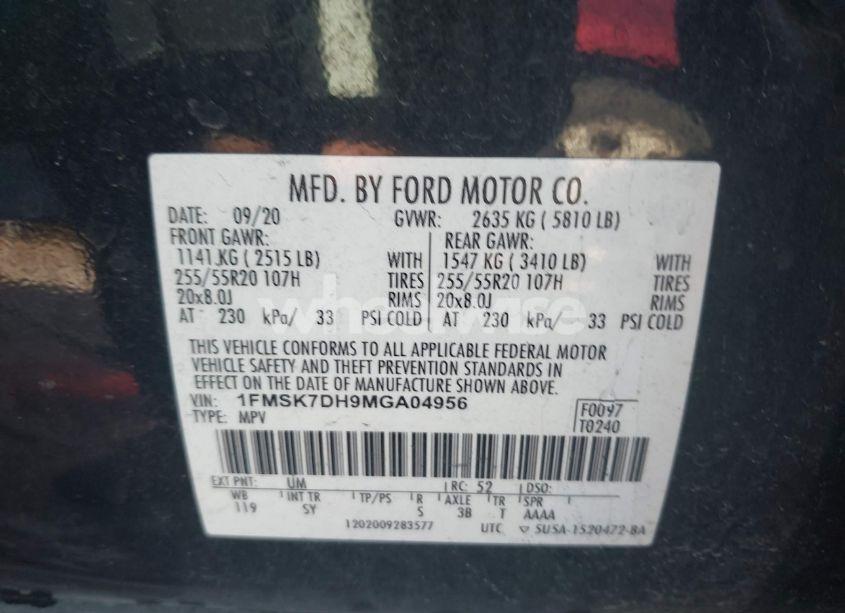 MFD. BY FORD MOTOR CO.
DATE: 09/20 GVWR: 2635 KG ( 5810 LB)
FRONT GAWR: REAR GAWR:
1141 KG ( 2515 LB) WITH 1547 KG ( 3410 LB) WITH
255/55R20 107H TIRES 255/55R20 107H TIRES
20x8.0J RIMS 20x8.0J RIMS
AT 230 kPa/ 33 PSI COLD AT 230 kPa/ 33 PSI COLD
THIS VEHICLE CONFORMS TO ALL APPLICABLE FEDERAL MOTOR
VEHICLE SAFETY AND THEFT PREVENTION STANDARDS IN
EFFECT ON THE DATE OF MANUFACTURE SHOWN ABOVE.
VIN: 1FMSK7DH9MGA04956 F0097
TYPE: MPV T0240
EXT PNT: UM RC: 52 DSO:
WB INT TR TP/PS R AXLE TR SPR
119 SY S 3B T AAAA
1202009283577 UTC ▽ 5USA-1520472-BA